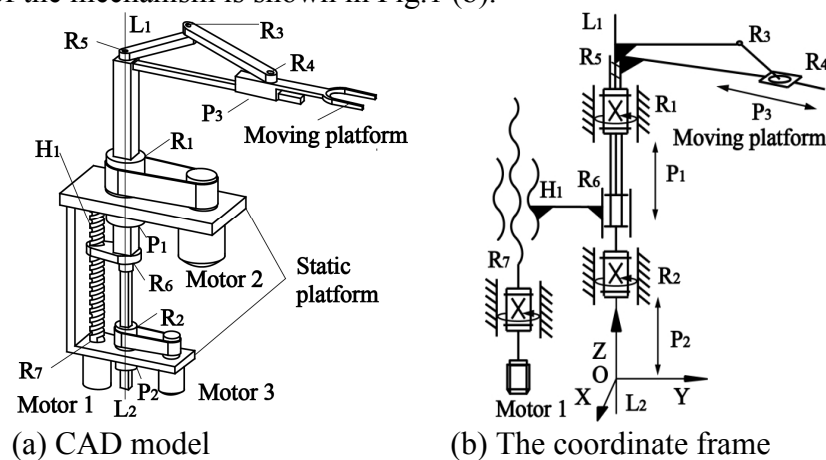 of the mechanism is shown in Fig.1 (b).
L1
R5
R3
R4
P3
Moving platform
R1
H1
P1
Motor 2
R6
Static
platform
R2
R7
P2
Motor 1
Motor 3
L2
(a) CAD model
L1
R3
R5
R4
R1
P3
Moving platform
P1
R6
H1
R7
R2
P2
Z
O
X
Y
Motor 1
L2
(b) The coordinate frame